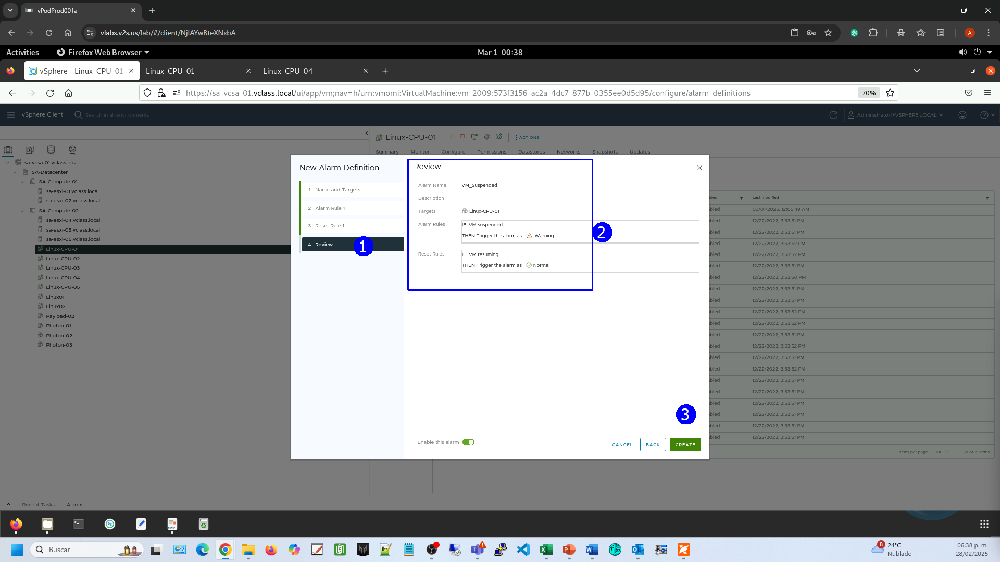 vPodProd001a
vlabs.v2s.us/lab/#/client/NjIAYwBteXNxbA
A
Activities
Firefox Web Browser
Mar 1 00:38
vSphere - Linux-CPU-01
Linux-CPU-01
Linux-CPU-04
https://sa-vcsa-01.vclass.local/ui/app/vm;nav=h/urn:vmomi:VirtualMachine:vm-2009:573f3156-ac2a-4dc7-877b-0355ee0d5d95/configure/alarm-definitions
70%
vSphere Client
Search in all environments
Administrator@VSPHERE.LOCAL
Linux-CPU-01
ACTIONS
Summary Monitor Configure Permissions Datastores Networks Snapshots Updates
sa-vcsa-01.vclass.local
SA-Datacenter
SA-Compute-01
sa-esxi-01.vclass.local
sa-esxi-02.vclass.local
SA-Compute-02
sa-esxi-04.vclass.local
sa-esxi-05.vclass.local
sa-esxi-06.vclass.local
Linux-CPU-01
Linux-CPU-02
Linux-CPU-03
Linux-CPU-04
Linux-CPU-05
Linux01
Linux02
Payload-02
Photon-01
Photon-02
Photon-03
New Alarm Definition
1 Name and Targets
2 Alarm Rule 1
3 Reset Rule 1
4 Review
1
Review
Alarm Name VM_Suspended
Description
Targets Linux-CPU-01
Alarm Rules IF VM suspended
THEN Trigger the alarm as Warning
2
Reset Rules IF VM resuming
THEN Trigger the alarm as Normal
3
Enable this alarm
CANCEL
BACK
CREATE
bled Last modified
bled 03/01/2025, 12:05:49 AM
bled 12/22/2022, 3:53:51 PM
bled 12/22/2022, 3:53:51 PM
bled 12/22/2022, 3:53:52 PM
bled 12/22/2022, 3:53:51 PM
bled 12/22/2022, 3:53:51 PM
bled 12/22/2022, 3:53:50 PM
bled 12/22/2022, 3:53:51 PM
bled 12/22/2022, 3:53:51 PM
bled 12/22/2022, 3:53:52 PM
bled 12/22/2022, 3:53:51 PM
bled 12/22/2022, 3:53:51 PM
bled 12/22/2022, 3:53:52 PM
bled 12/22/2022, 3:53:51 PM
bled 12/22/2022, 3:53:52 PM
bled 12/22/2022, 3:53:51 PM
bled 12/22/2022, 3:53:51 PM
bled 12/22/2022, 3:53:51 PM
bled 12/22/2022, 3:53:51 PM
bled 12/22/2022, 3:53:51 PM
bled 12/22/2022, 3:53:51 PM
Items per page 100 1 - 21 of 21 items
Recent Tasks Alarms
Buscar
8
24°C
Nublado
06:38 p. m.
28/02/2025